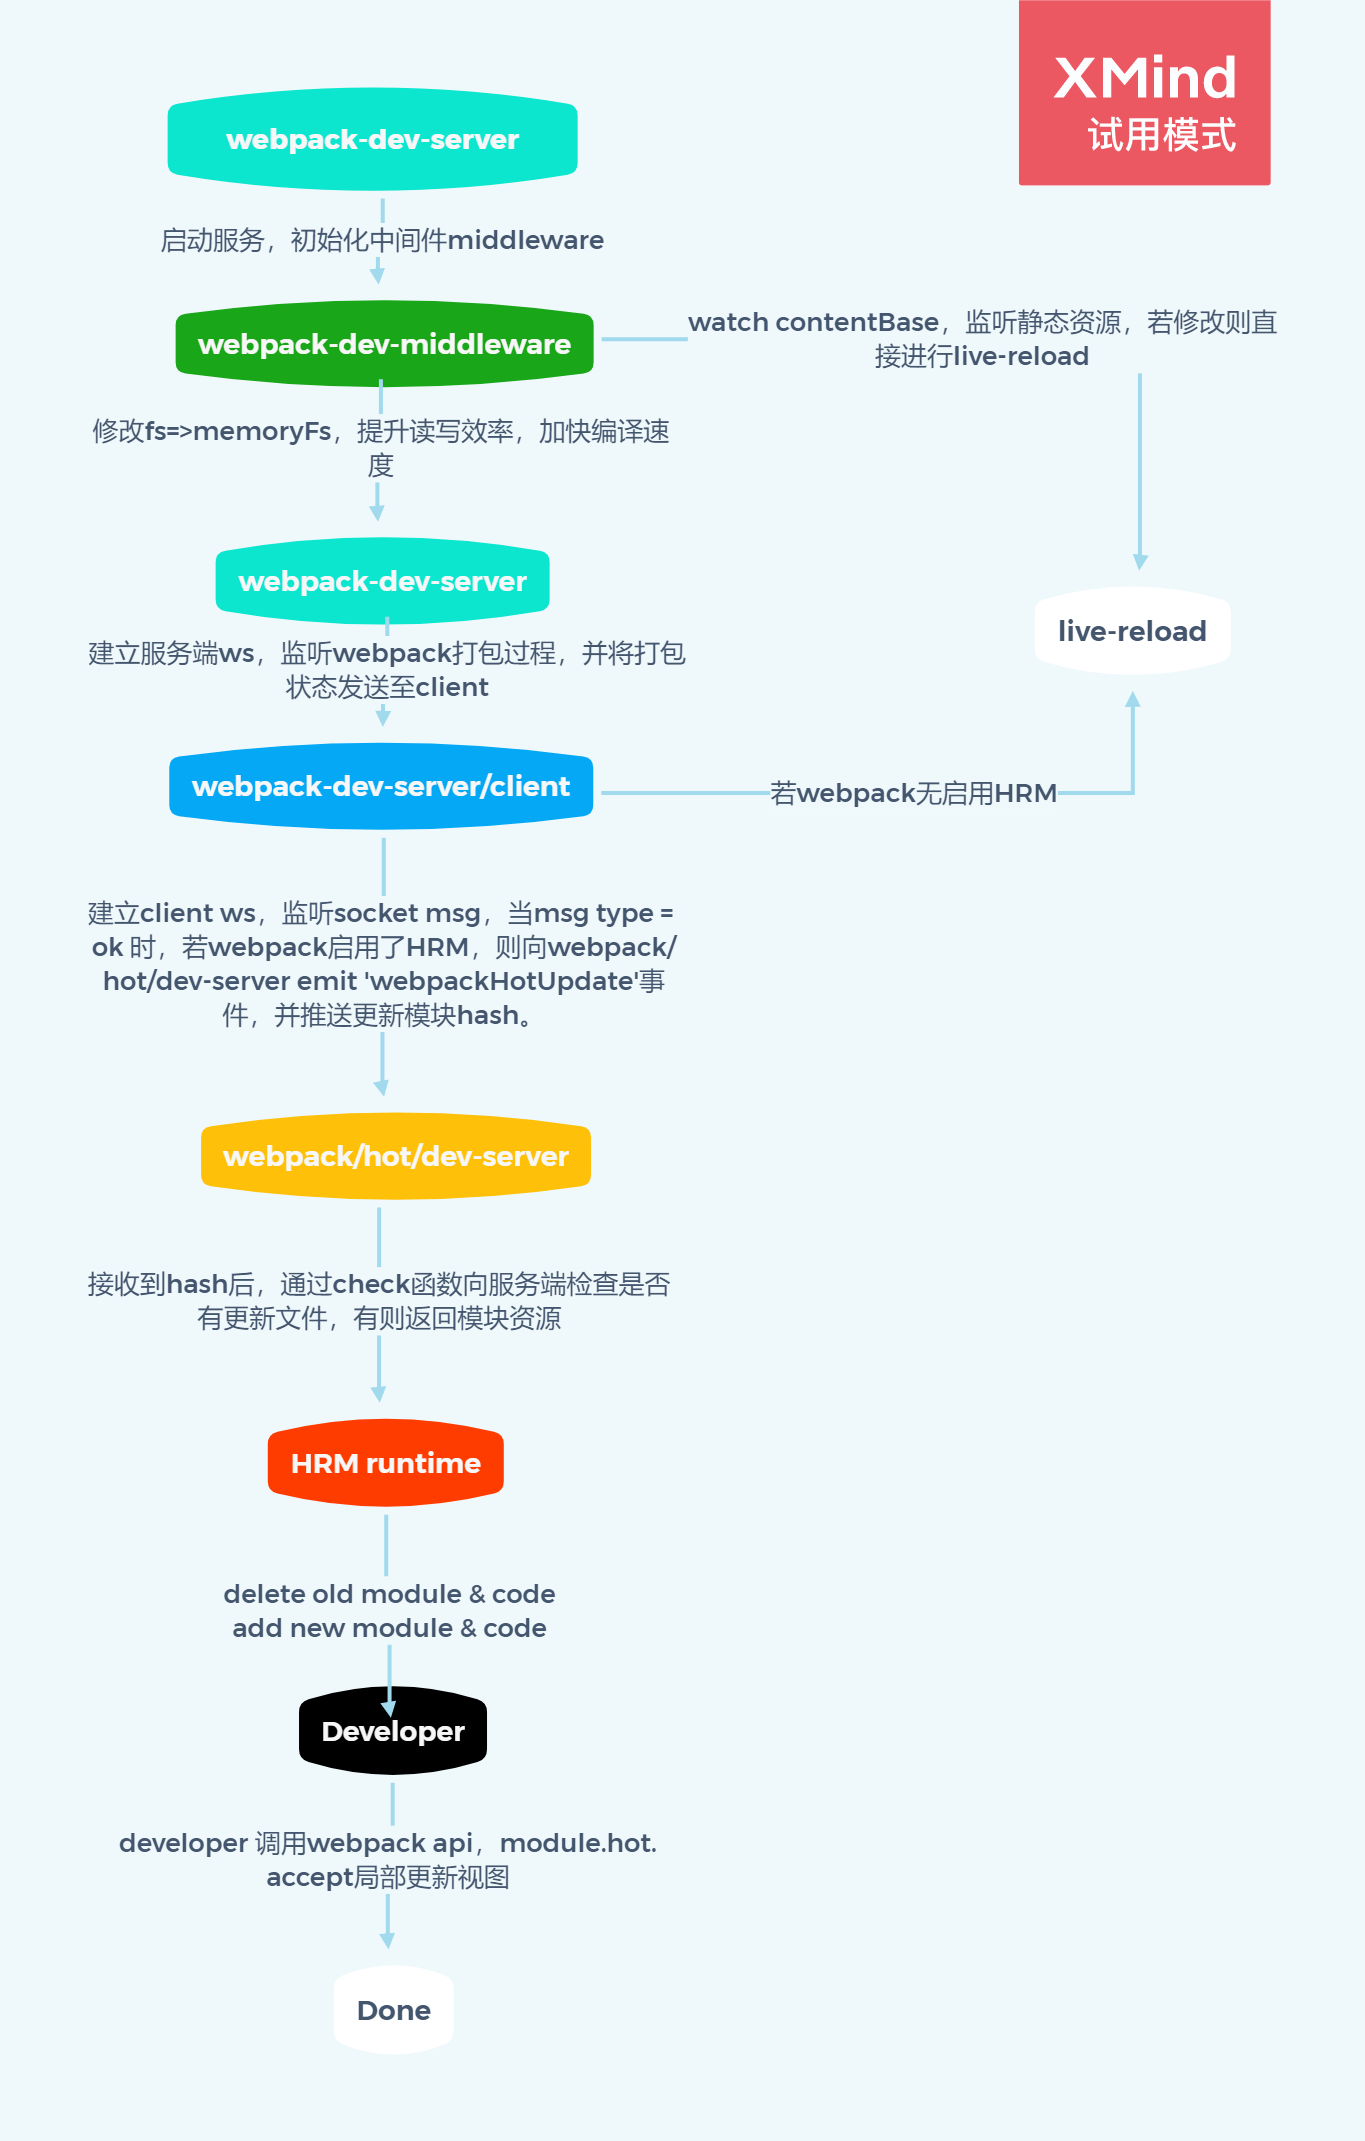 XMind
试用模式
webpack-dev-server
启动服务，初始化中间件middleware
webpack-dev-middleware
watch contentBase，监听静态资源，若修改则直
接进行live-reload
修改fs=>memoryFs，提升读写效率，加快编译速
度
webpack-dev-server
live-reload
建立服务端ws，监听webpack打包过程，并将打包
状态发送至client
webpack-dev-server/client
若webpack无启用HRM
建立client ws，监听socket msg，当msg type =
ok 时，若webpack启用了HRM，则向webpack/
hot/dev-server emit 'webpackHotUpdate'事
件，并推送更新模块hash。
webpack/hot/dev-server
接收到hash后，通过check函数向服务端检查是否
有更新文件，有则返回模块资源
HRM runtime
delete old module & code
add new module & code
Developer
developer 调用webpack api，module.hot.
accept局部更新视图
Done